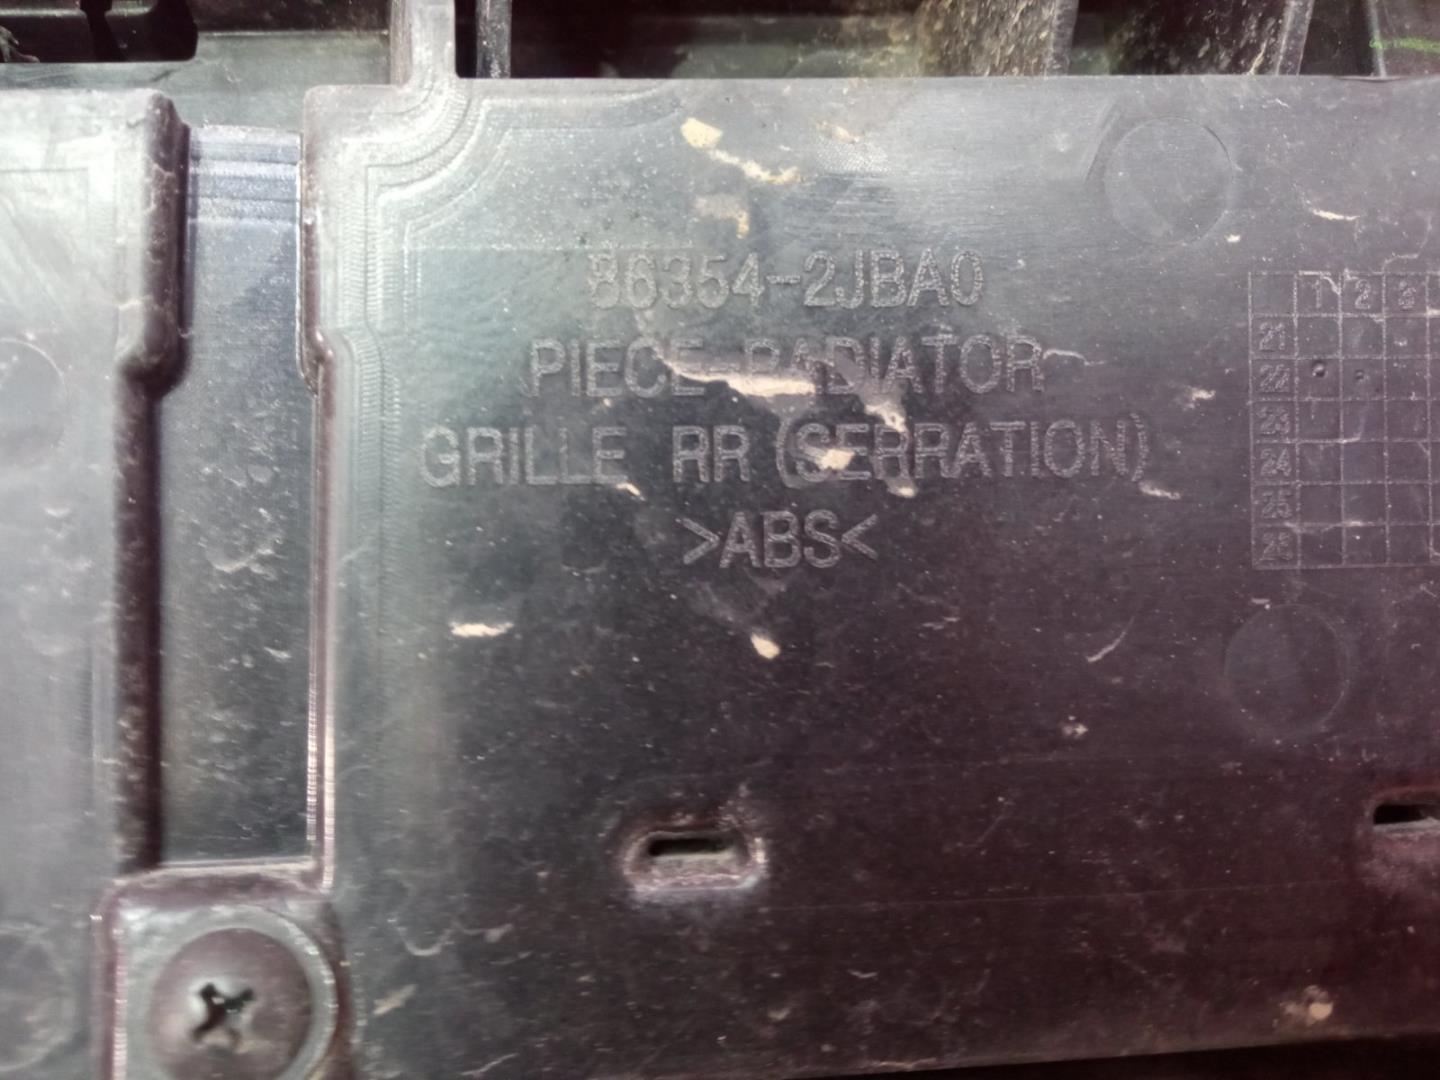 86354-2JBA0
PIECE-RADIATOR
GRILLE RR (SERRATION)
>ABS<
1 2 3
21
22
23
24
25
26